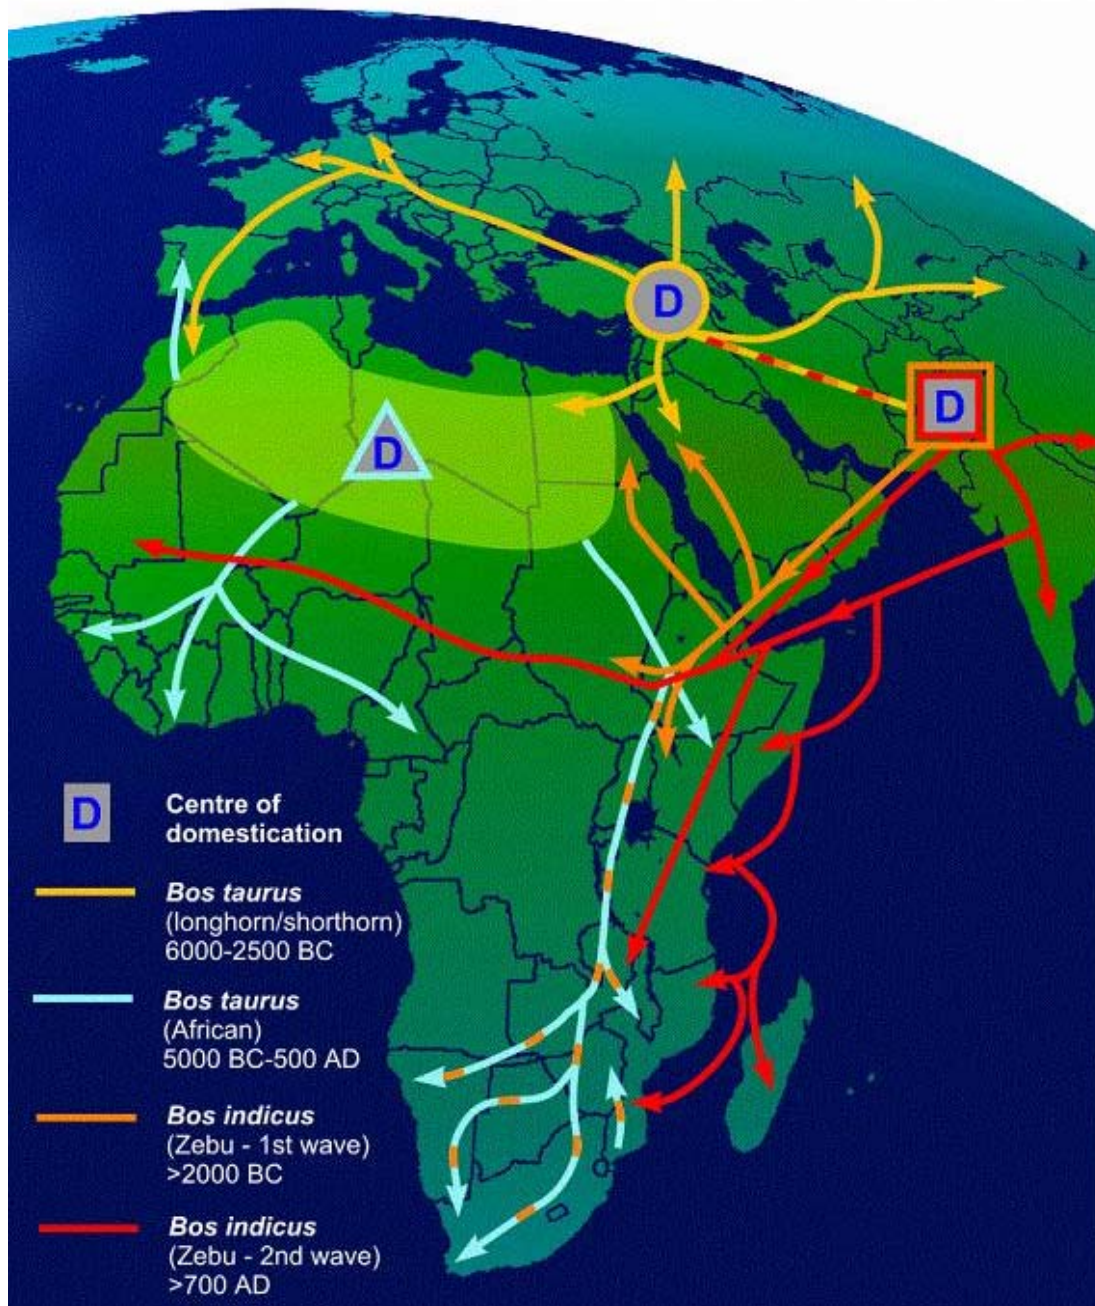 D
D
D
D
Centre of
domestication
Bos taurus
(longhorn/shorthorn)
6000-2500 BC
Bos taurus
(African)
5000 BC-500 AD
Bos indicus
(Zebu - 1st wave)
>2000 BC
Bos indicus
(Zebu - 2nd wave)
>700 AD